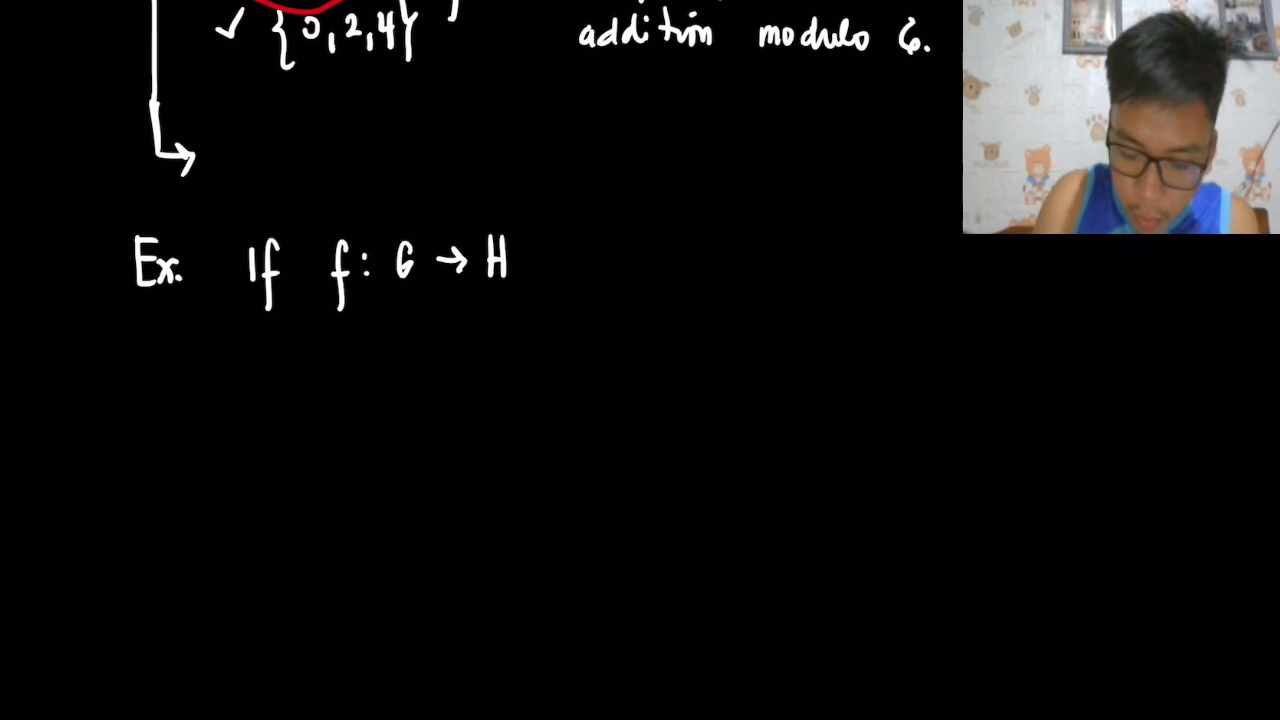 ✓ {0, 2, 4}
addition modulo 6.
Ex. If f: G → H